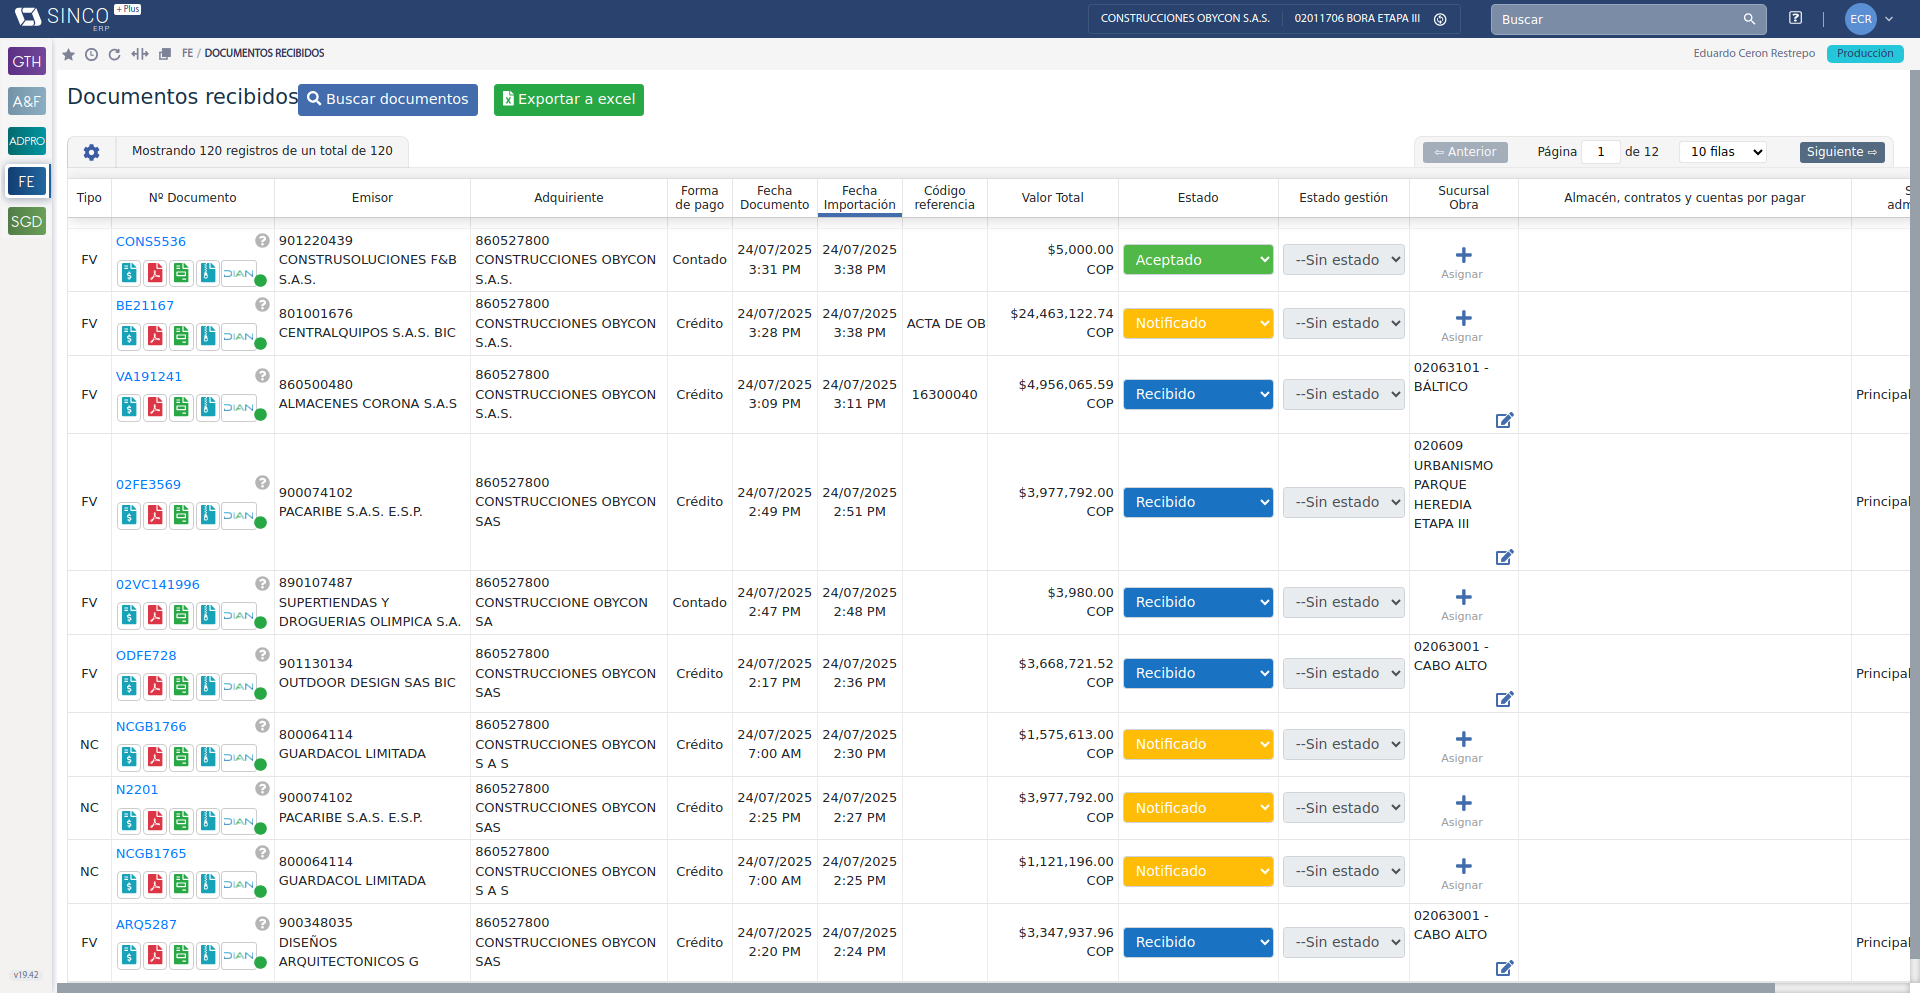 SINCO + Plus
ERP
CONSTRUCCIONES OBYCON S.A.S. 02011706 BORA ETAPA III
Buscar
ECR
FE / DOCUMENTOS RECIBIDOS
Eduardo Ceron Restrepo Producción
GTH
A&F
ADPRO
FE
SGD
v19.42
Documentos recibidos Buscar documentos Exportar a excel
Mostrando 120 registros de un total de 120
⇦ Anterior Página 1 de 12 10 filas Siguiente ⇨
Tipo Nº Documento Emisor Adquiriente Forma de pago Fecha Documento Fecha Importación Código referencia Valor Total Estado Estado gestión Sucursal Obra Almacén, contratos y cuentas por pagar
FV CONS5536 901220439 CONSTRUSOLUCIONES F&B S.A.S. 860527800 CONSTRUCCIONES OBYCON S.A.S. Contado 24/07/2025 3:31 PM 24/07/2025 3:38 PM $5,000.00 COP Aceptado --Sin estado Asignar
DIAN
FV BE21167 801001676 CENTRALQUIPOS S.A.S. BIC 860527800 CONSTRUCCIONES OBYCON S.A.S. Crédito 24/07/2025 3:28 PM 24/07/2025 3:38 PM ACTA DE OB $24,463,122.74 COP Notificado --Sin estado Asignar
DIAN
FV VA191241 860500480 ALMACENES CORONA S.A.S 860527800 CONSTRUCCIONES OBYCON S.A.S. Crédito 24/07/2025 3:09 PM 24/07/2025 3:11 PM 16300040 $4,956,065.59 COP Recibido --Sin estado 02063101 - BÁLTICO Principal
DIAN
FV 02FE3569 900074102 PACARIBE S.A.S. E.S.P. 860527800 CONSTRUCCIONES OBYCON SAS Crédito 24/07/2025 2:49 PM 24/07/2025 2:51 PM $3,977,792.00 COP Recibido --Sin estado 020609 URBANISMO PARQUE HEREDIA ETAPA III Principal
DIAN
FV 02VC141996 890107487 SUPERTIENDAS Y DROGUERIAS OLIMPICA S.A. 860527800 CONSTRUCCIONE OBYCON SA Contado 24/07/2025 2:47 PM 24/07/2025 2:48 PM $3,980.00 COP Recibido --Sin estado Asignar
DIAN
FV ODFE728 901130134 OUTDOOR DESIGN SAS BIC 860527800 CONSTRUCCIONES OBYCON SAS Crédito 24/07/2025 2:17 PM 24/07/2025 2:36 PM $3,668,721.52 COP Recibido --Sin estado 02063001 - CABO ALTO Principal
DIAN
NC NCGB1766 800064114 GUARDACOL LIMITADA 860527800 CONSTRUCCIONES OBYCON S A S Crédito 24/07/2025 7:00 AM 24/07/2025 2:30 PM $1,575,613.00 COP Notificado --Sin estado Asignar
DIAN
NC N2201 900074102 PACARIBE S.A.S. E.S.P. 860527800 CONSTRUCCIONES OBYCON SAS Crédito 24/07/2025 2:25 PM 24/07/2025 2:27 PM $3,977,792.00 COP Notificado --Sin estado Asignar
DIAN
NC NCGB1765 800064114 GUARDACOL LIMITADA 860527800 CONSTRUCCIONES OBYCON S A S Crédito 24/07/2025 7:00 AM 24/07/2025 2:25 PM $1,121,196.00 COP Notificado --Sin estado Asignar
DIAN
FV ARQ5287 900348035 DISEÑOS ARQUITECTONICOS G 860527800 CONSTRUCCIONES OBYCON SAS Crédito 24/07/2025 2:20 PM 24/07/2025 2:24 PM $3,347,937.96 COP Recibido --Sin estado 02063001 - CABO ALTO Principal
DIAN